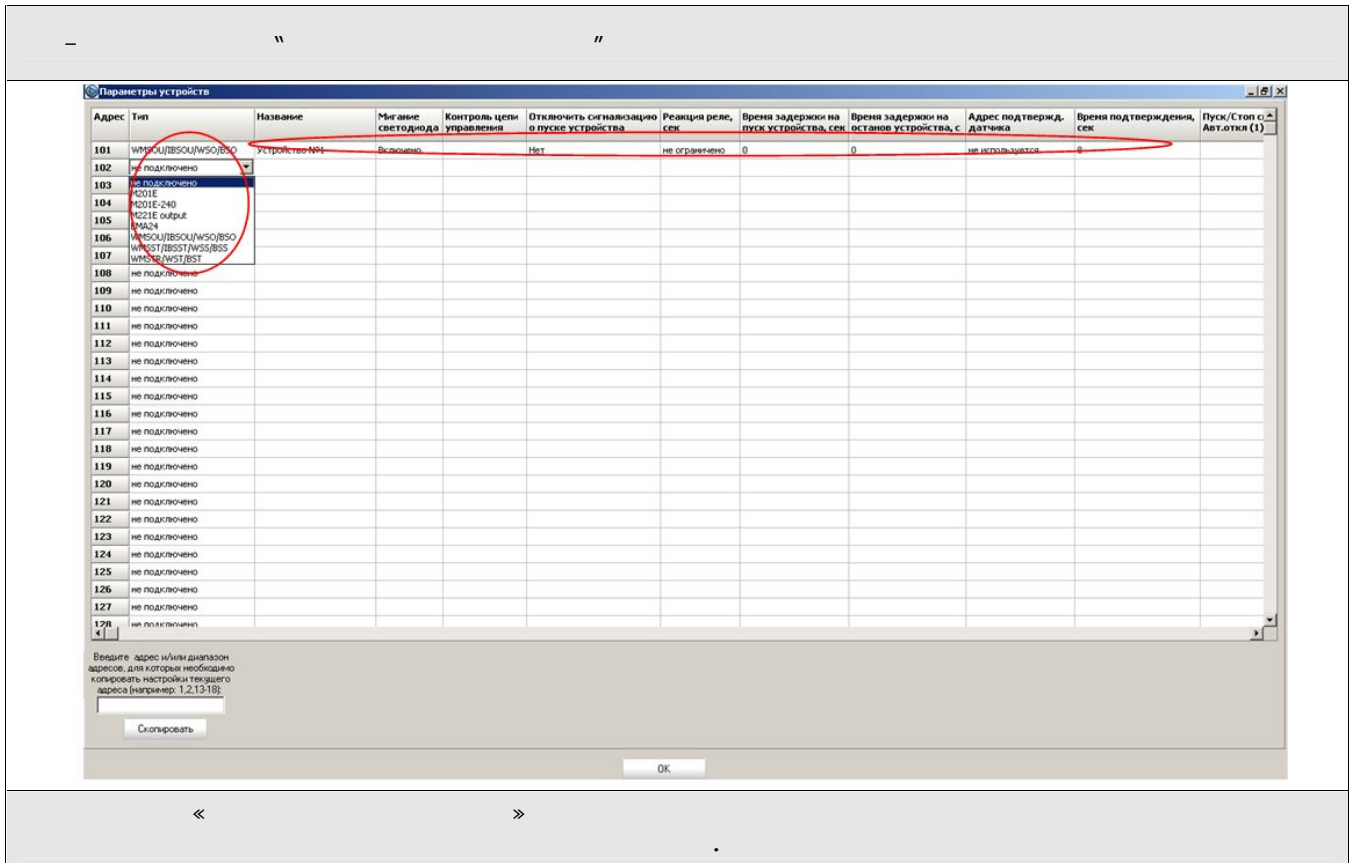 – “ ”
Параметры устройств
Адрес Тип Название Мигание светодиода Контроль цепи управления Отключить сигнализацию о пуске устройства Реакция реле, сек Время задержки на пуск устройства, сек Время задержки на останов устройства, с Адрес подтвержд. датчика Время подтверждения, сек Пуск/Стоп Авт.откл (1)
101 WMSOU/IBSOU/WSO/BSO Устройство №1 Включено Нет не ограничено 0 0 не используется 0
102 не подключено
103 не подключено
M201E
104 M201E-240
105 M221E output
EMA24
106 WMSOU/IBSOU/WSO/BSO
107 WMSST/IBSST/WSS/BSS
WMSTR/WST/BST
108 не подключено
109 не подключено
110 не подключено
111 не подключено
112 не подключено
113 не подключено
114 не подключено
115 не подключено
116 не подключено
117 не подключено
118 не подключено
119 не подключено
120 не подключено
121 не подключено
122 не подключено
123 не подключено
124 не подключено
125 не подключено
126 не подключено
127 не подключено
128 не подключено
Введите адрес и/или диапазон
адресов, для которых необходимо
копировать настройки текущего
адреса (например: 1,2,13-18):
Скопировать
OK
« »
.